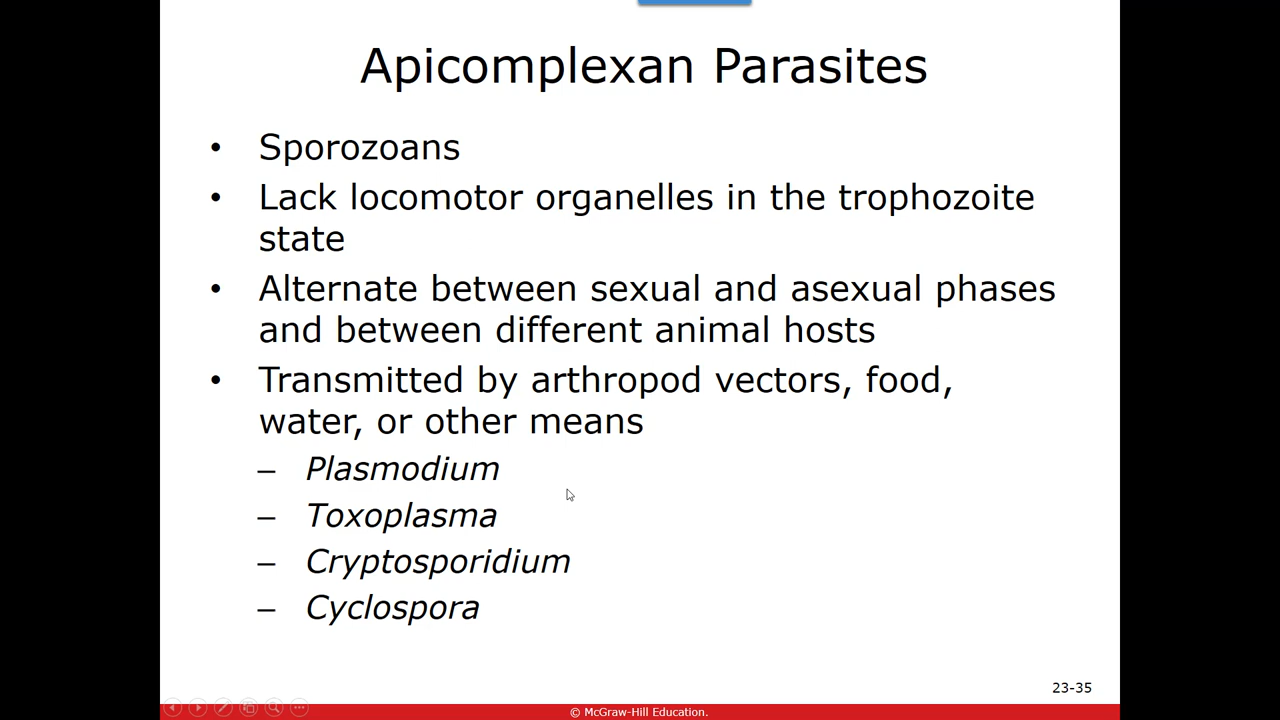 Apicomplexan Parasites
• Sporozoans
• Lack locomotor organelles in the trophozoite
state
• Alternate between sexual and asexual phases
and between different animal hosts
• Transmitted by arthropod vectors, food,
water, or other means
– Plasmodium
– Toxoplasma
– Cryptosporidium
– Cyclospora
23-35
© McGraw-Hill Education.